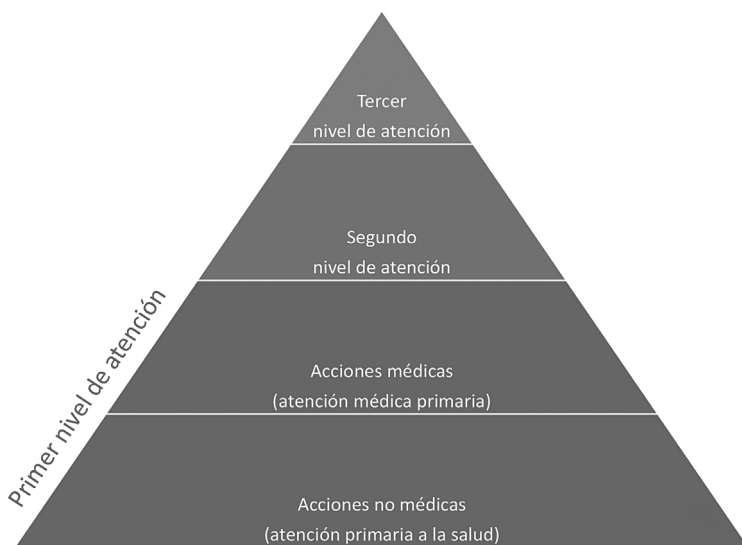 Tercer
nivel de atención
Segundo
nivel de atención
Primer nivel de atención
Acciones médicas
(atención médica primaria)
Acciones no médicas
(atención primaria a la salud)